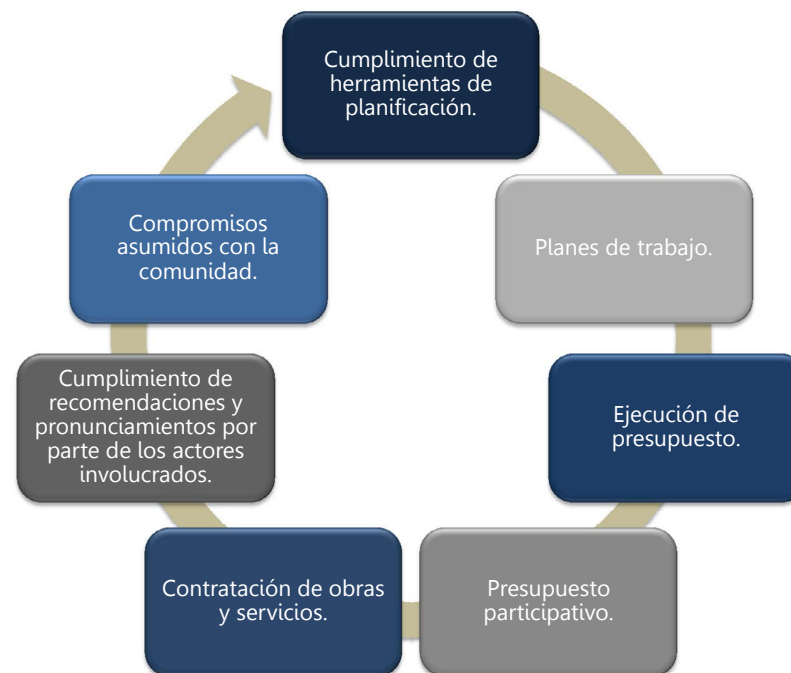 Cumplimiento de
herramientas de
planificación.
Planes de trabajo.
Ejecución de
presupuesto.
Presupuesto
participativo.
Contratación de obras
y servicios.
Cumplimiento de
recomendaciones y
pronunciamientos por
parte de los actores
involucrados.
Compromisos
asumidos con la
comunidad.